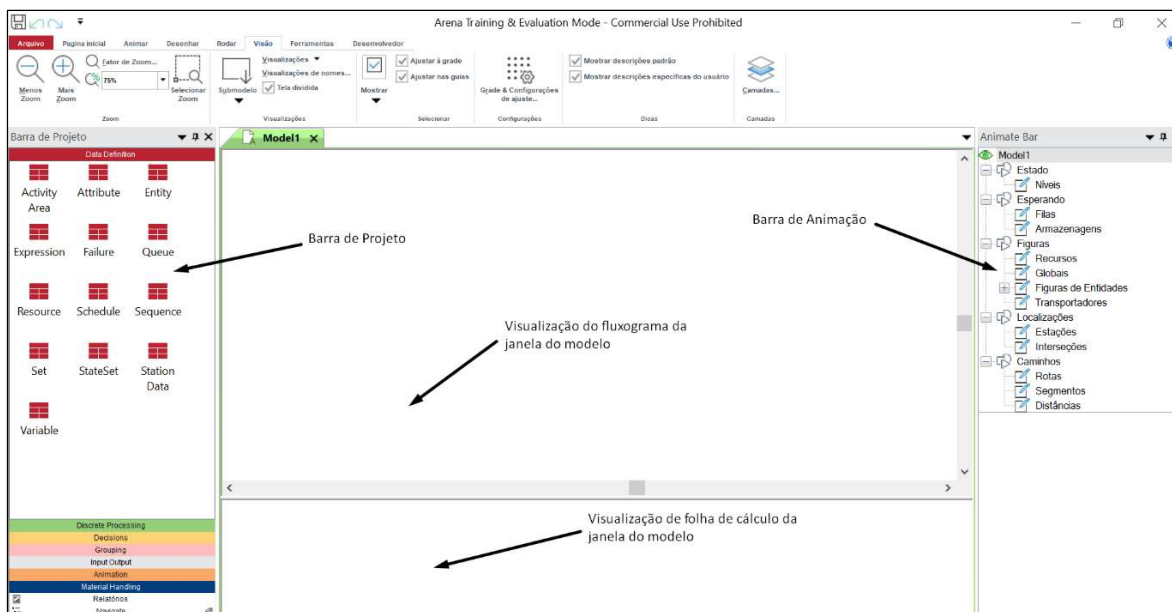 Arena Training & Evaluation Mode - Commercial Use Prohibited
Arquivo Pagina inicial Animar Desenhar Rodar Visão Ferramentas Desenvolvedor
Menos Zoom
Mais Zoom
Fator de Zoom...
75%
Selecionar Zoom
Zoom
Submodelo
Visualizações
Visualizações de nomes...
Tela dividida
Visualizações
Mostrar
Ajustar à grade
Ajustar nas guias
Selecionar
Grade & Configurações de ajuste...
Configurações
Mostrar descrições padrão
Mostrar descrições específicas do usuário
Dicas
Camadas...
Camadas
Barra de Projeto
Data Definition
Activity Area
Attribute
Entity
Expression
Failure
Queue
Resource
Schedule
Sequence
Set
StateSet
Station Data
Variable
Discrete Processing
Decisions
Grouping
Input Output
Animation
Material Handling
Relatórios
Navigate
Model1
Barra de Projeto
Barra de Animação
Visualização do fluxograma da
janela do modelo
Visualização de folha de cálculo da
janela do modelo
Animate Bar
Model1
Estado
Níveis
Esperando
Filas
Armazenagens
Figuras
Recursos
Globais
Figuras de Entidades
Transportadores
Localizações
Estações
Interseções
Caminhos
Rotas
Segmentos
Distâncias